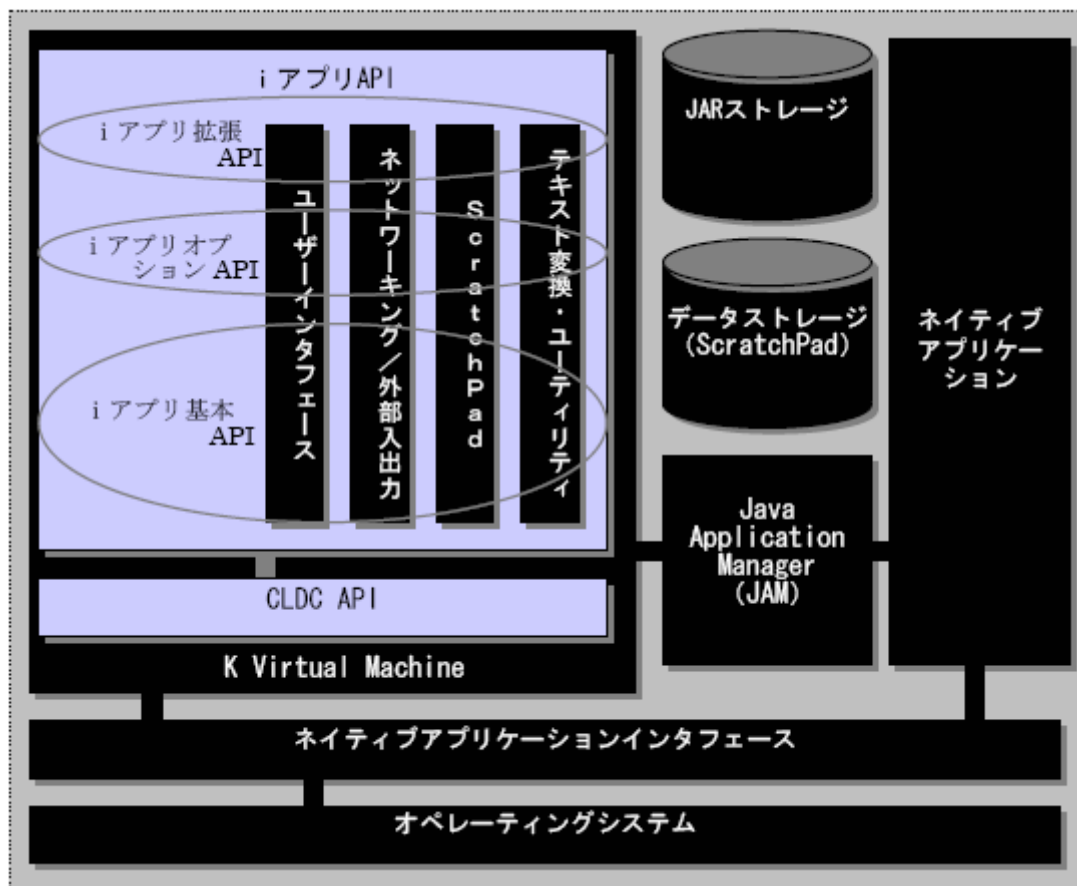 i アプリAPI
i アプリ拡張
API
i アプリオプ
ション API
i アプリ基本
API
ユーザーインタフェース
ネットワーキング／外部入出力
ScratchPad
テキスト変換・ユーティリティ
CLDC API
K Virtual Machine
JARストレージ
データストレージ
(ScratchPad)
Java
Application
Manager
(JAM)
ネイティブ
アプリケー
ション
ネイティブアプリケーションインタフェース
オペレーティングシステム